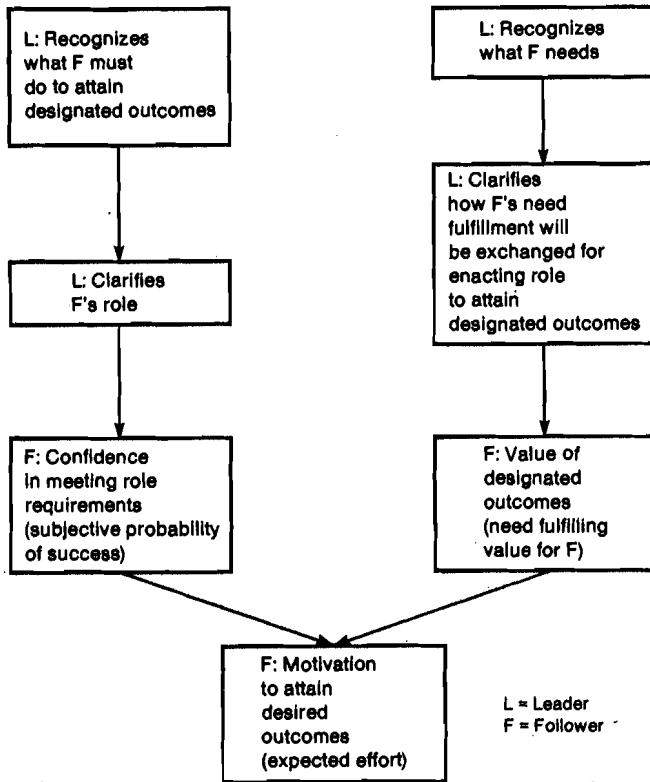 L: Recognizes
what F must
do to attain
designated outcomes
L: Clarifies
F's role
F: Confidence
in meeting role
requirements
(subjective probability
of success)
L: Recognizes
what F needs
L: Clarifies
how F's need
fulfillment will
be exchanged for
enacting role
to attain
designated outcomes
F: Value of
designated
outcomes
(need fulfilling
value for F)
F: Motivation
to attain
desired
outcomes
(expected effort)
L = Leader
F = Follower